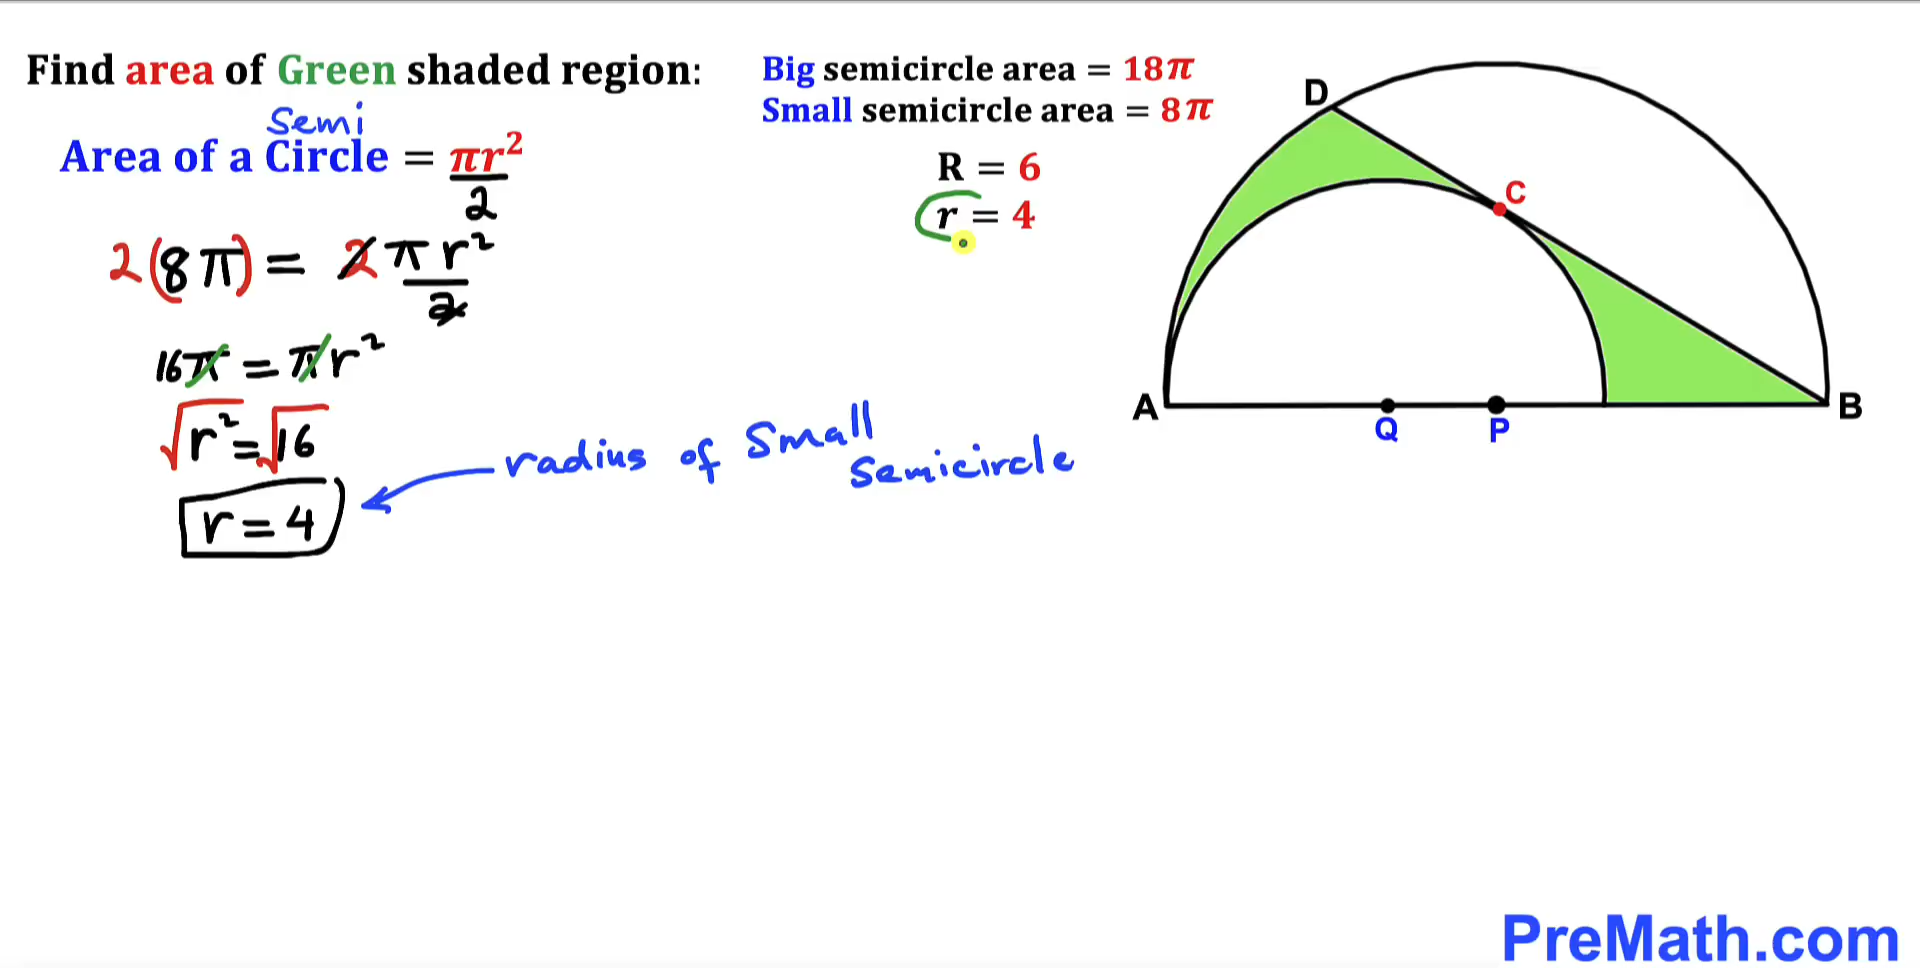 Find area of Green shaded region:
Semi
Area of a Circle = πr²/2
2(8π) = 2πr²/2
16π = πr²
√r² = √16
r = 4
radius of Small
Semicircle
Big semicircle area = 18π
Small semicircle area = 8π
R = 6
r = 4
D
C
A
Q
P
B
PreMath.com